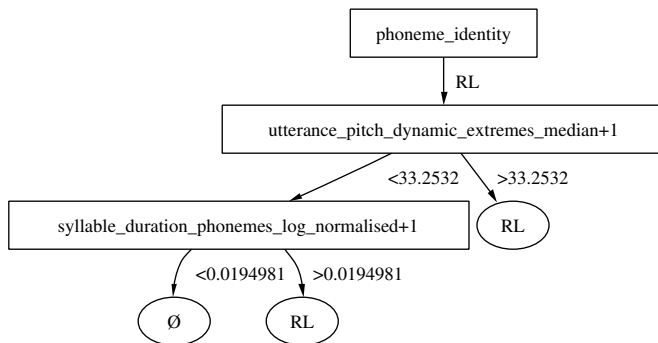 phoneme_identity
RL
utterance_pitch_dynamic_extremes_median+1
<33.2532 >33.2532
syllable_duration_phonemes_log_normalised+1 RL
<0.0194981 >0.0194981
Ø RL